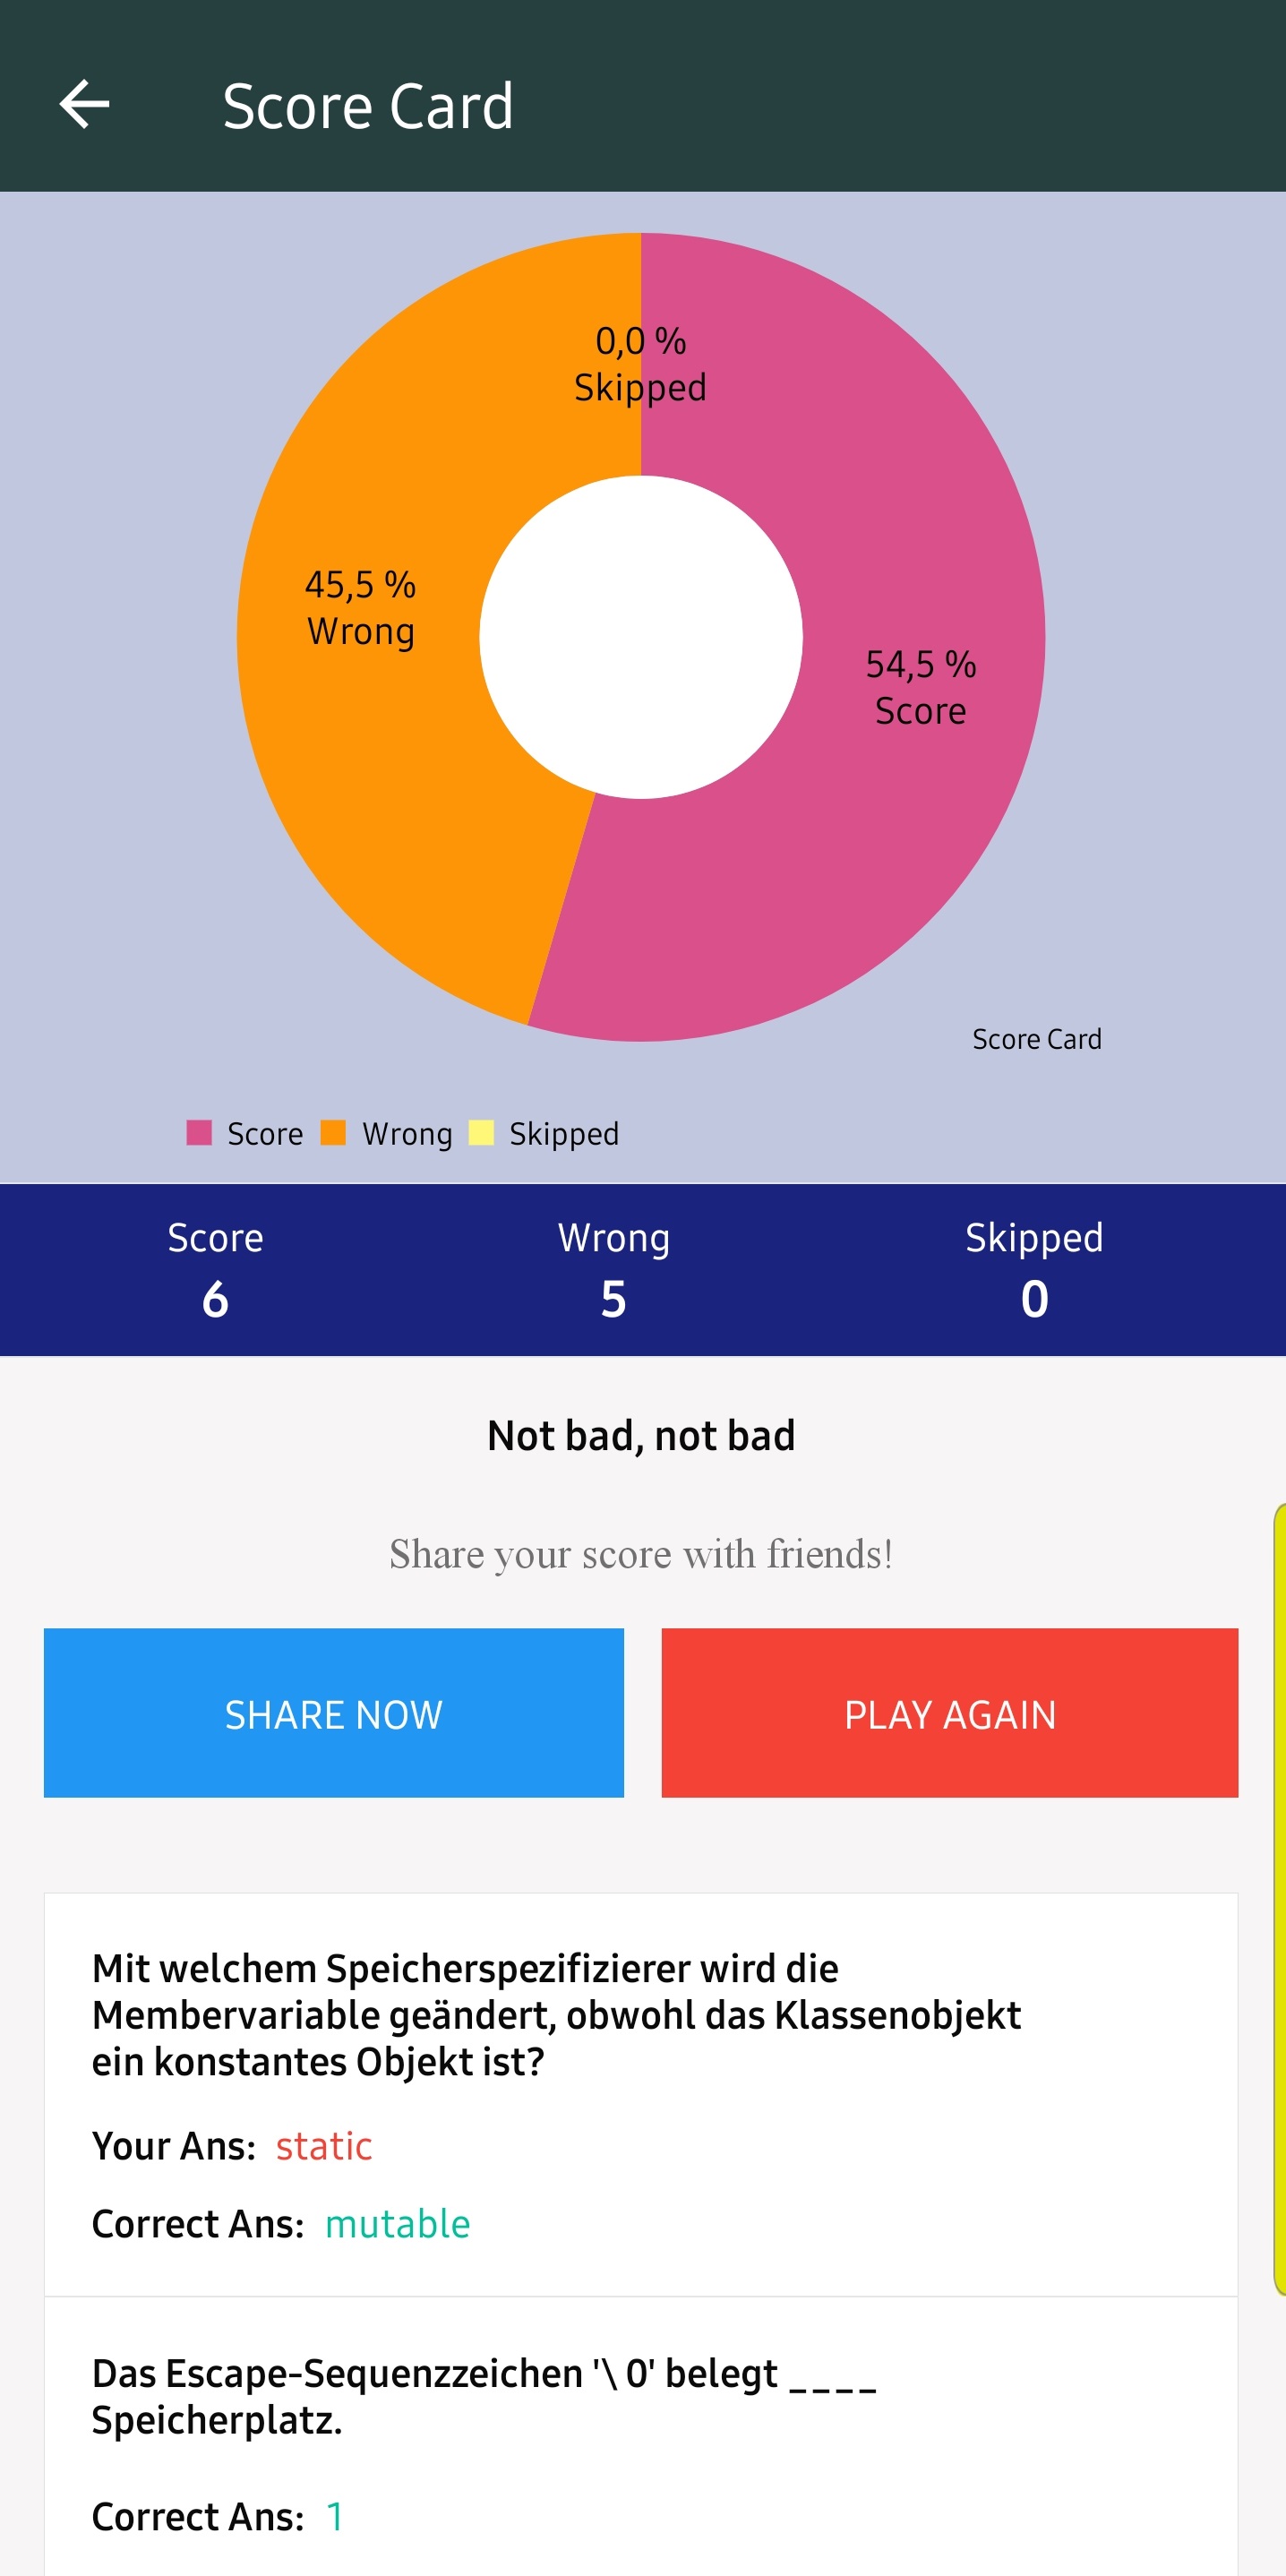 Score Card
0,0 %
Skipped
45,5 %
Wrong
54,5 %
Score
Score Card
Score Wrong Skipped
Score Wrong Skipped
6 5 0
Not bad, not bad
Share your score with friends!
SHARE NOW PLAY AGAIN
Mit welchem Speicherspezifizierer wird die
Membervariable geändert, obwohl das Klassenobjekt
ein konstantes Objekt ist?
Your Ans: static
Correct Ans: mutable
Das Escape-Sequenzzeichen '\ 0' belegt ____
Speicherplatz.
Correct Ans: 1